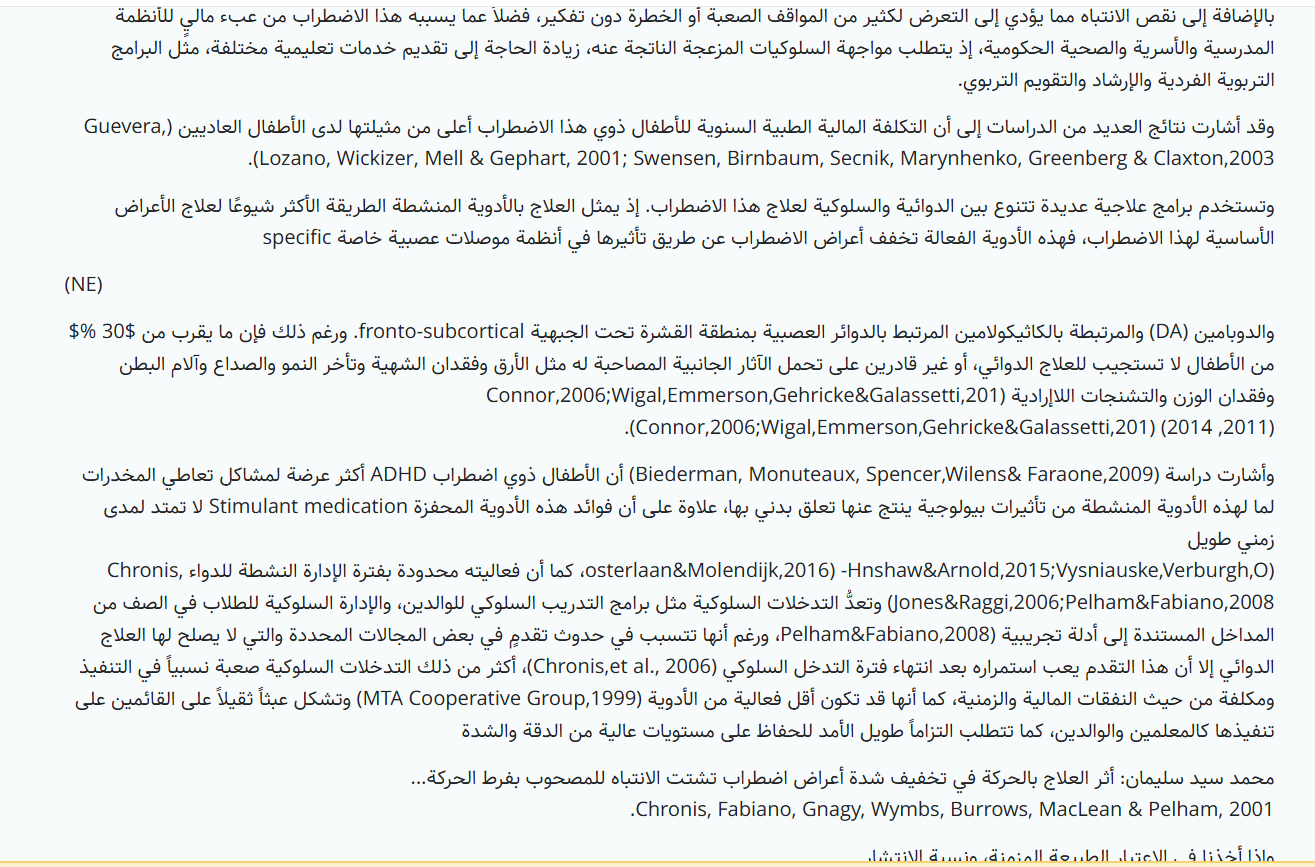 بالإضافة إلى نقص الانتباه مما يؤدي إلى التعرض لكثير من المواقف الصعبة أو الخطرة دون تفكير، فضلاً عما يسببه هذا الاضطراب من عبء ماليٍ للأنظمة
المدرسية والأسرية والصحية الحكومية، إذ يتطلب مواجهة السلوكيات المزعجة الناتجة عنه، زيادة الحاجة إلى تقديم خدمات تعليمية مختلفة، مثل البرامج
التربوية الفردية والإرشاد والتقويم التربوي.
وقد أشارت نتائج العديد من الدراسات إلى أن التكلفة المالية الطبية السنوية للأطفال ذوي هذا الاضطراب أعلى من مثيلتها لدى الأطفال العاديين (Guevera,
Lozano, Wickizer, Mell & Gephart, 2001; Swensen, Birnbaum, Secnik, Marynhenko, Greenberg & Claxton,2003).
وتستخدم برامج علاجية عديدة تتنوع بين الدوائية والسلوكية لعلاج هذا الاضطراب. إذ يمثل العلاج بالأدوية المنشطة الطريقة الأكثر شيوعًا لعلاج الأعراض
الأساسية لهذا الاضطراب، فهذه الأدوية الفعالة تخفف أعراض الاضطراب عن طريق تأثيرها في أنظمة موصلات عصبية خاصة specific
(NE)
والدوبامين (DA) والمرتبطة بالكاثيكولامين المرتبط بالدوائر العصبية بمنطقة القشرة تحت الجبهية fronto-subcortical. ورغم ذلك فإن ما يقرب من $30 %$
من الأطفال لا تستجيب للعلاج الدوائي، أو غير قادرين على تحمل الآثار الجانبية المصاحبة له مثل الأرق وفقدان الشهية وتأخر النمو والصداع وآلام البطن
وفقدان الوزن والتشنجات اللاإرادية (Connor,2006;Wigal,Emmerson,Gehricke&Galassetti,201
(2011, 2014) (Connor,2006;Wigal,Emmerson,Gehricke&Galassetti,201).
وأشارت دراسة (Biederman, Monuteaux, Spencer,Wilens& Faraone,2009) أن الأطفال ذوي اضطراب ADHD أكثر عرضة لمشاكل تعاطي المخدرات
لما لهذه الأدوية المنشطة من تأثيرات بيولوجية ينتج عنها تعلق بدني بها، علاوة على أن فوائد هذه الأدوية المحفزة Stimulant medication لا تمتد لمدى
زمني طويل
(Hnshaw&Arnold,2015;Vysniauske,Verburgh,O- (osterlaan&Molendijk,2016، كما أن فعاليته محدودة بفترة الإدارة النشطة للدواء Chronis,
Jones&Raggi,2006;Pelham&Fabiano,2008) وتعدُّ التدخلات السلوكية مثل برامج التدريب السلوكي للوالدين، والإدارة السلوكية للطلاب في الصف من
المداخل المستندة إلى أدلة تجريبية (Pelham&Fabiano,2008، ورغم أنها تتسبب في حدوث تقدمٍ في بعض المجالات المحددة والتي لا يصلح لها العلاج
الدوائي إلا أن هذا التقدم يعب استمراره بعد انتهاء فترة التدخل السلوكي (Chronis,et al., 2006)، أكثر من ذلك التدخلات السلوكية صعبة نسبياً في التنفيذ
ومكلفة من حيث النفقات المالية والزمنية، كما أنها قد تكون أقل فعالية من الأدوية (MTA Cooperative Group,1999) وتشكل عبئاً ثقيلاً على القائمين على
تنفيذها كالمعلمين والوالدين، كما تتطلب التزاماً طويل الأمد للحفاظ على مستويات عالية من الدقة والشدة
محمد سيد سليمان: أثر العلاج بالحركة في تخفيف شدة أعراض اضطراب تشتت الانتباه للمصحوب بفرط الحركة...
Chronis, Fabiano, Gnagy, Wymbs, Burrows, MacLean & Pelham, 2001.
وإذا أخذنا في الاعتبار الطبيعة المزمنة، ونسبة الانتشار